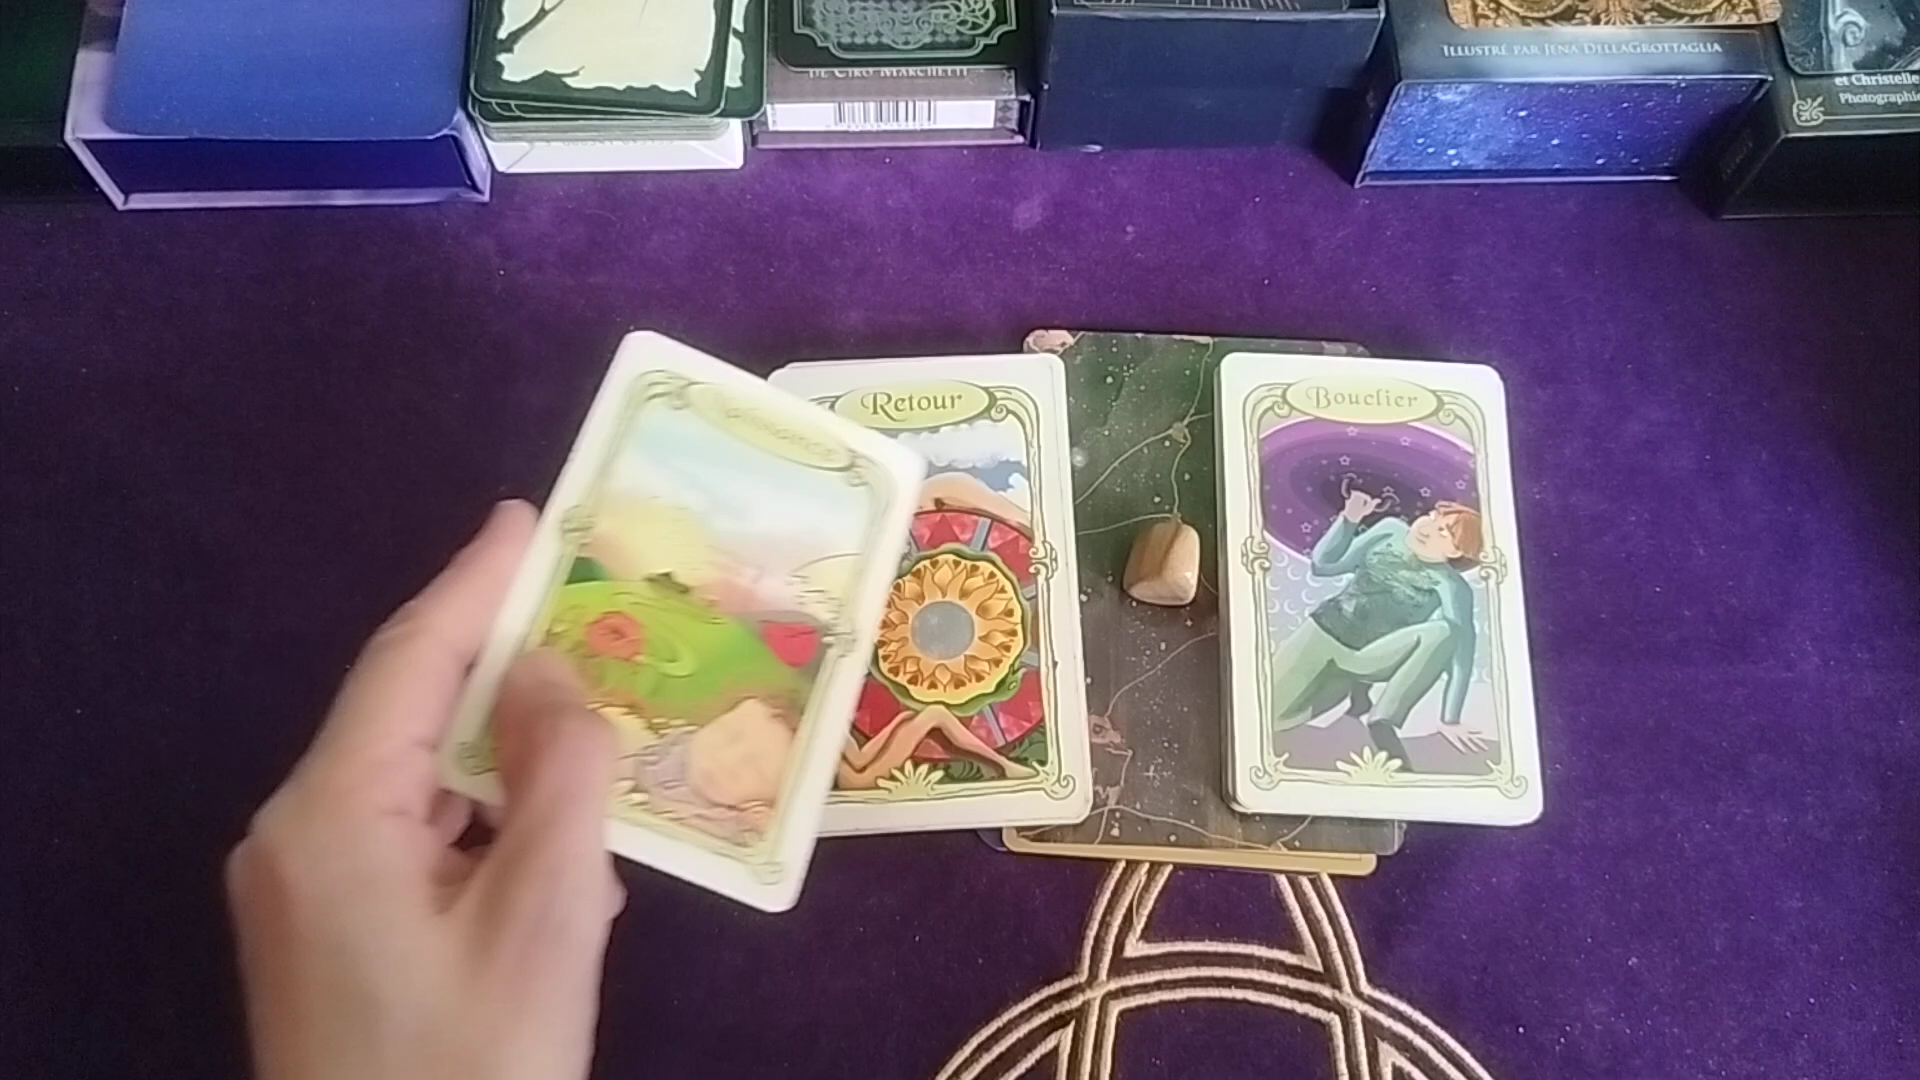 DE CIRO MARCHETTI
ILLUSTRÉ PAR JENA DELLAGROTTAGLIA
et Christelle
Photographie
Retour
Bouclier